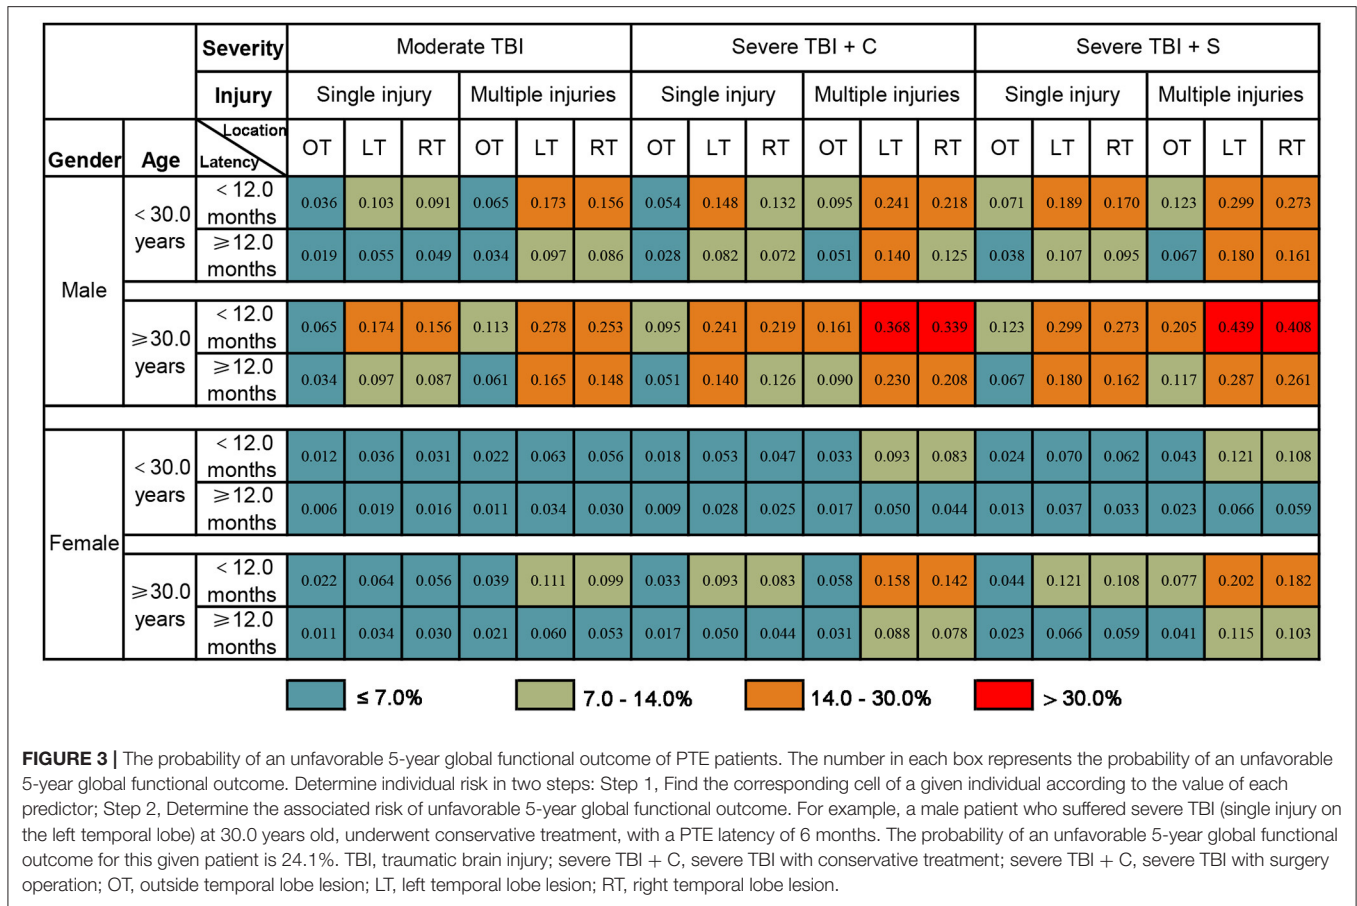 Severity Moderate TBI Severe TBI + C Severe TBI + S
Injury Single injury Multiple injuries Single injury Multiple injuries Single injury Multiple injuries
Gender Age Location Latency OT LT RT OT LT RT OT LT RT OT LT RT OT LT RT OT LT RT
Male
< 30.0 years
< 12.0 months 0.036 0.103 0.091 0.065 0.173 0.156 0.054 0.148 0.132 0.095 0.241 0.218 0.071 0.189 0.170 0.123 0.299 0.273
⩾12.0 months 0.019 0.055 0.049 0.034 0.097 0.086 0.028 0.082 0.072 0.051 0.140 0.125 0.038 0.107 0.095 0.067 0.180 0.161
⩾30.0 years
< 12.0 months 0.065 0.174 0.156 0.113 0.278 0.253 0.095 0.241 0.219 0.161 0.368 0.339 0.123 0.299 0.273 0.205 0.439 0.408
⩾12.0 months 0.034 0.097 0.087 0.061 0.165 0.148 0.051 0.140 0.126 0.090 0.230 0.208 0.067 0.180 0.162 0.117 0.287 0.261
Female
< 30.0 years
< 12.0 months 0.012 0.036 0.031 0.022 0.063 0.056 0.018 0.053 0.047 0.033 0.093 0.083 0.024 0.070 0.062 0.043 0.121 0.108
⩾12.0 months 0.006 0.019 0.016 0.011 0.034 0.030 0.009 0.028 0.025 0.017 0.050 0.044 0.013 0.037 0.033 0.023 0.066 0.059
⩾30.0 years
< 12.0 months 0.022 0.064 0.056 0.039 0.111 0.099 0.033 0.093 0.083 0.058 0.158 0.142 0.044 0.121 0.108 0.077 0.202 0.182
⩾12.0 months 0.011 0.034 0.030 0.021 0.060 0.053 0.017 0.050 0.044 0.031 0.088 0.078 0.023 0.066 0.059 0.041 0.115 0.103
≤ 7.0% 7.0 - 14.0% 14.0 - 30.0% > 30.0%
FIGURE 3 | The probability of an unfavorable 5-year global functional outcome of PTE patients. The number in each box represents the probability of an unfavorable
5-year global functional outcome. Determine individual risk in two steps: Step 1, Find the corresponding cell of a given individual according to the value of each
predictor; Step 2, Determine the associated risk of unfavorable 5-year global functional outcome. For example, a male patient who suffered severe TBI (single injury on
the left temporal lobe) at 30.0 years old, underwent conservative treatment, with a PTE latency of 6 months. The probability of an unfavorable 5-year global functional
outcome for this given patient is 24.1%. TBI, traumatic brain injury; severe TBI + C, severe TBI with conservative treatment; severe TBI + C, severe TBI with surgery
operation; OT, outside temporal lobe lesion; LT, left temporal lobe lesion; RT, right temporal lobe lesion.